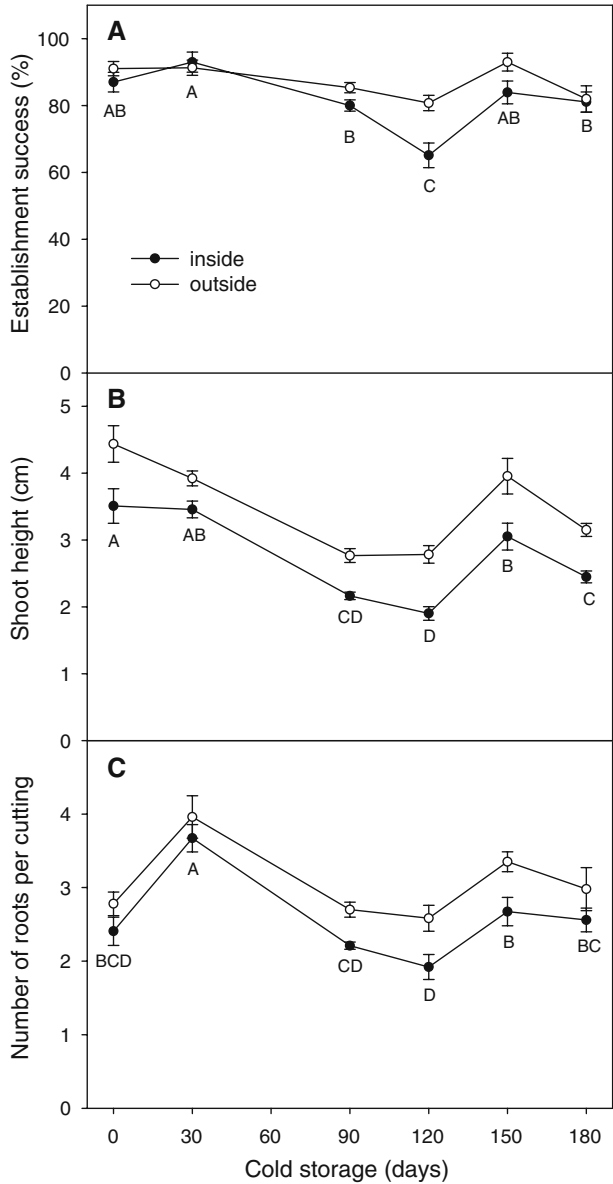 A
Establishment success (%)
100
80
60
40
20
0
AB
A
B
C
AB
B
inside
outside
B
Shoot height (cm)
5
4
3
2
1
0
A
AB
CD
D
B
C
C
Number of roots per cutting
4
3
2
1
0
BCD
A
CD
D
B
BC
0 30 60 90 120 150 180
Cold storage (days)